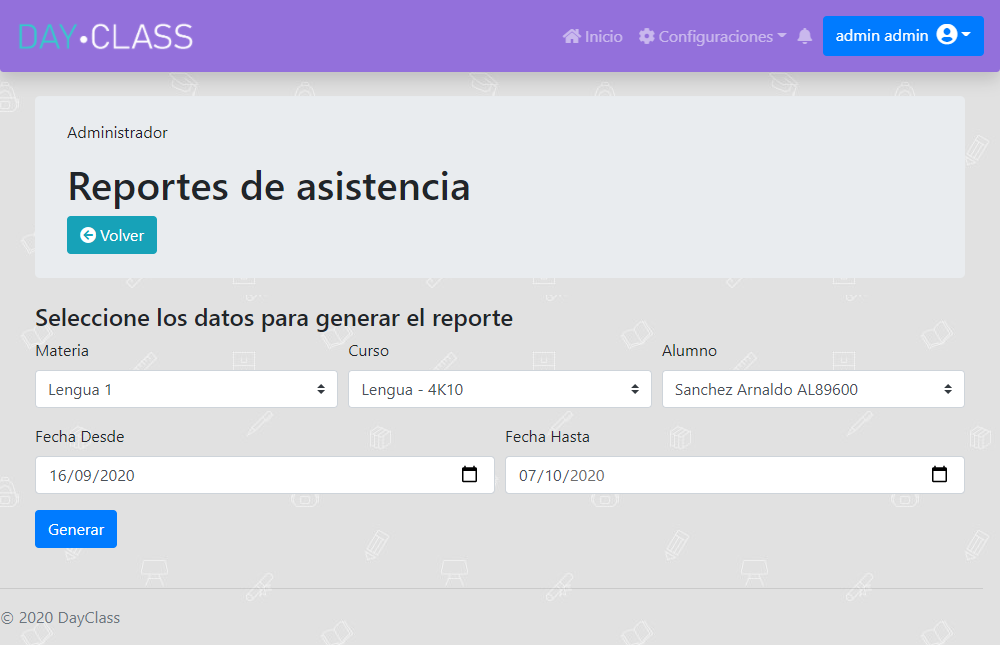 DAY•CLASS
Inicio
Configuraciones
admin admin
Administrador
Reportes de asistencia
Volver
Seleccione los datos para generar el reporte
Materia
Curso
Alumno
Lengua 1
Lengua - 4K10
Sanchez Arnaldo AL89600
Fecha Desde
Fecha Hasta
16/09/2020
07/10/2020
Generar
© 2020 DayClass